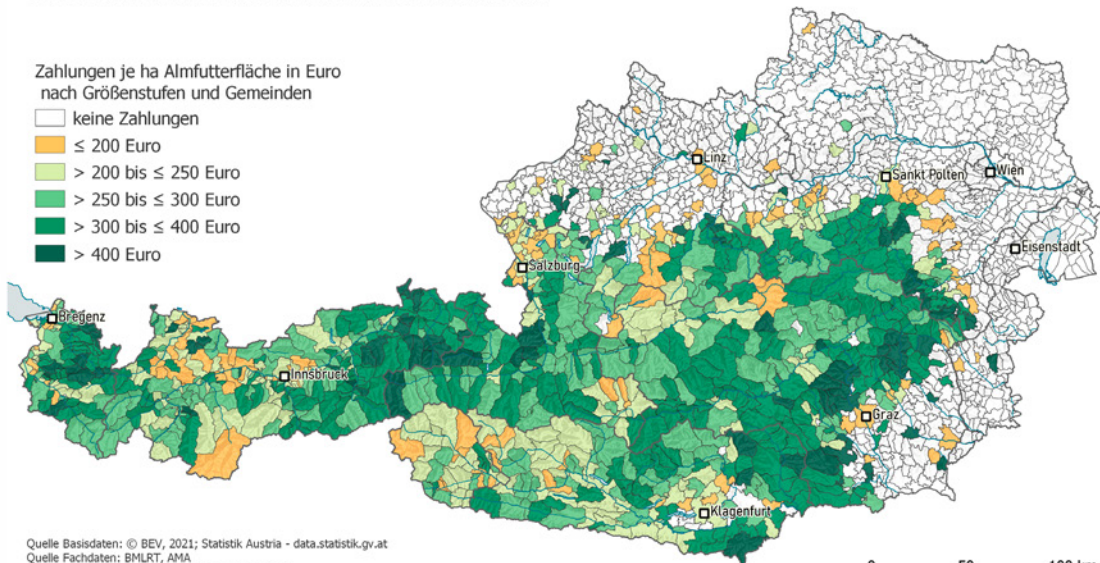 Zahlungen je ha Almfutterfläche in Euro
nach Größenstufen und Gemeinden
keine Zahlungen
≤ 200 Euro
> 200 bis ≤ 250 Euro
> 250 bis ≤ 300 Euro
> 300 bis ≤ 400 Euro
> 400 Euro
Linz
Sankt Pölten
Wien
Eisenstadt
Salzburg
Bregenz
Innsbruck
Graz
Klagenfurt
Quelle Basisdaten: © BEV, 2021; Statistik Austria - data.statistik.gv.at
Quelle Fachdaten: BMLRT, AMA